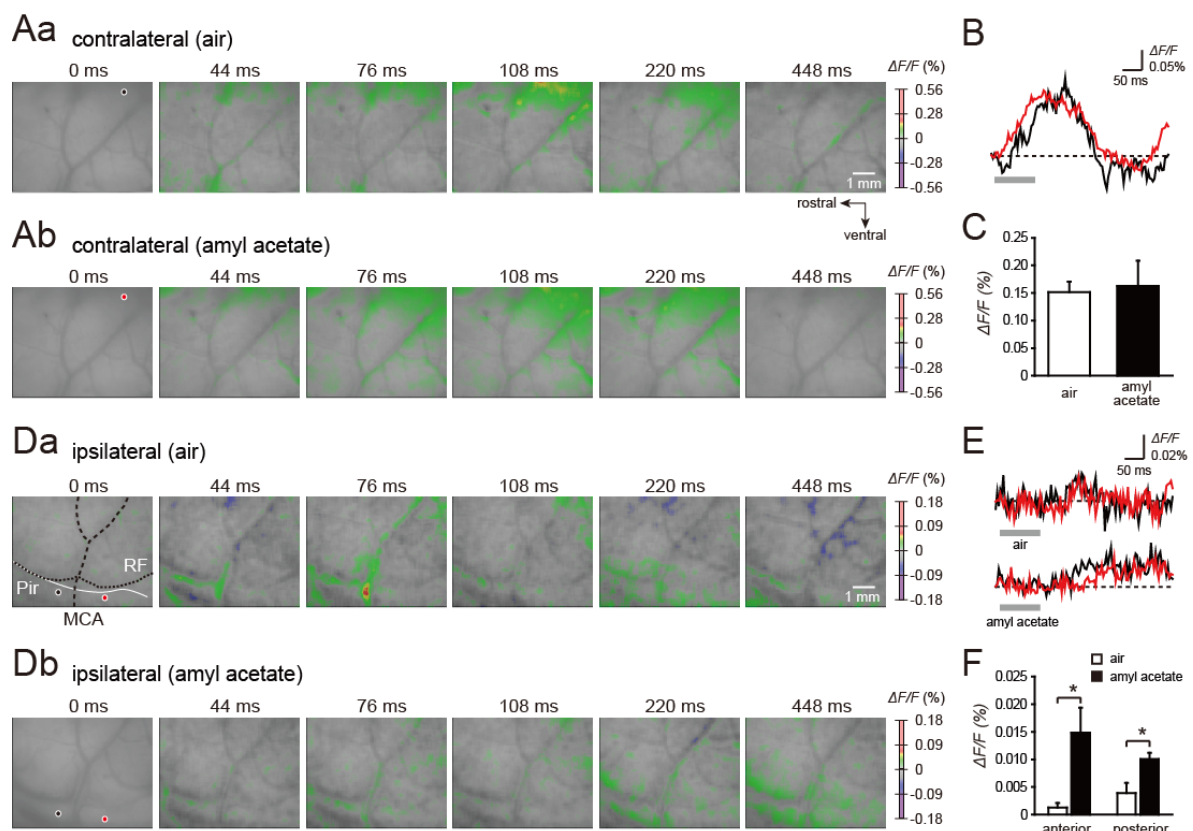 Aa contralateral (air)
0 ms 44 ms 76 ms 108 ms 220 ms 448 ms
ΔF/F (%)
0.56
0.28
0
-0.28
-0.56
1 mm
rostral
ventral
Ab contralateral (amyl acetate)
0 ms 44 ms 76 ms 108 ms 220 ms 448 ms
ΔF/F (%)
0.56
0.28
0
-0.28
-0.56
B
ΔF/F
0.05%
50 ms
C
ΔF/F (%)
0.25
0.20
0.15
0.10
0.05
0
air
amyl
acetate
Da ipsilateral (air)
0 ms 44 ms 76 ms 108 ms 220 ms 448 ms
ΔF/F (%)
0.18
0.09
0
-0.09
-0.18
RF
Pir
MCA
1 mm
Db ipsilateral (amyl acetate)
0 ms 44 ms 76 ms 108 ms 220 ms 448 ms
ΔF/F (%)
0.18
0.09
0
-0.09
-0.18
E
ΔF/F
0.02%
50 ms
air
amyl acetate
F
air
amyl acetate
ΔF/F (%)
0.025
0.020
0.015
0.010
0.005
0
* *
anterior posterior